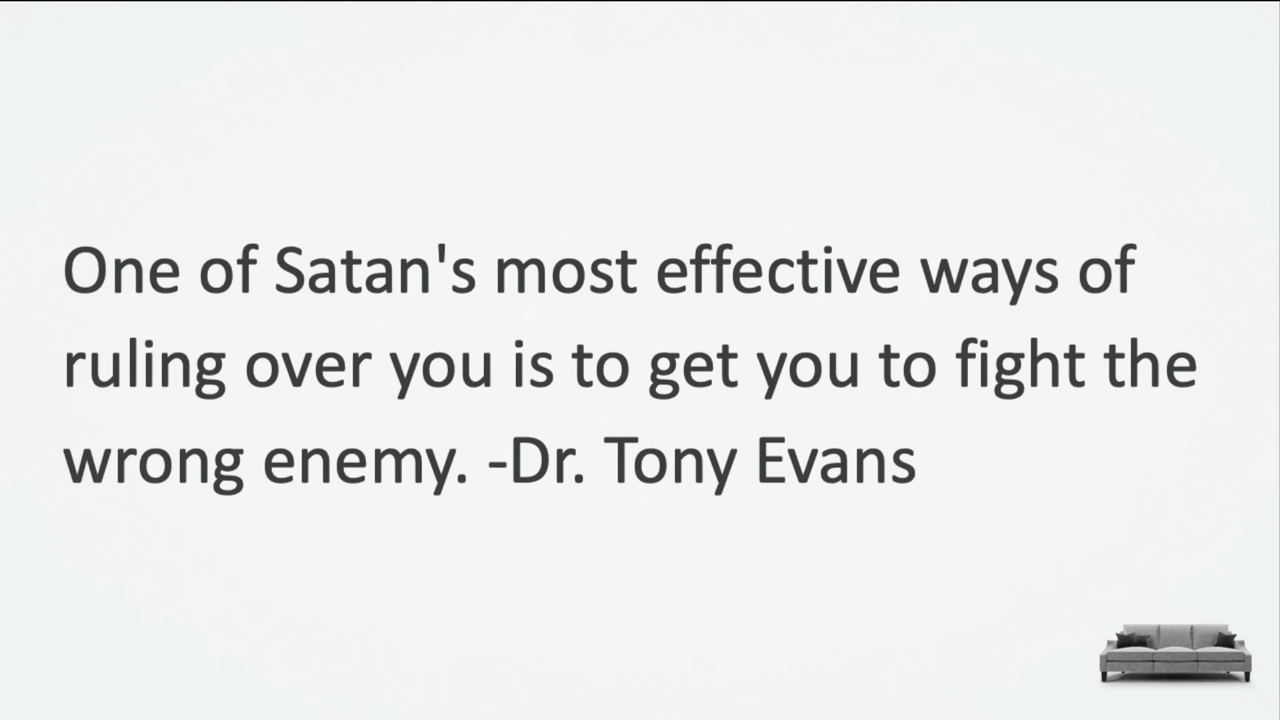 One of Satan's most effective ways of
ruling over you is to get you to fight the
wrong enemy. -Dr. Tony Evans